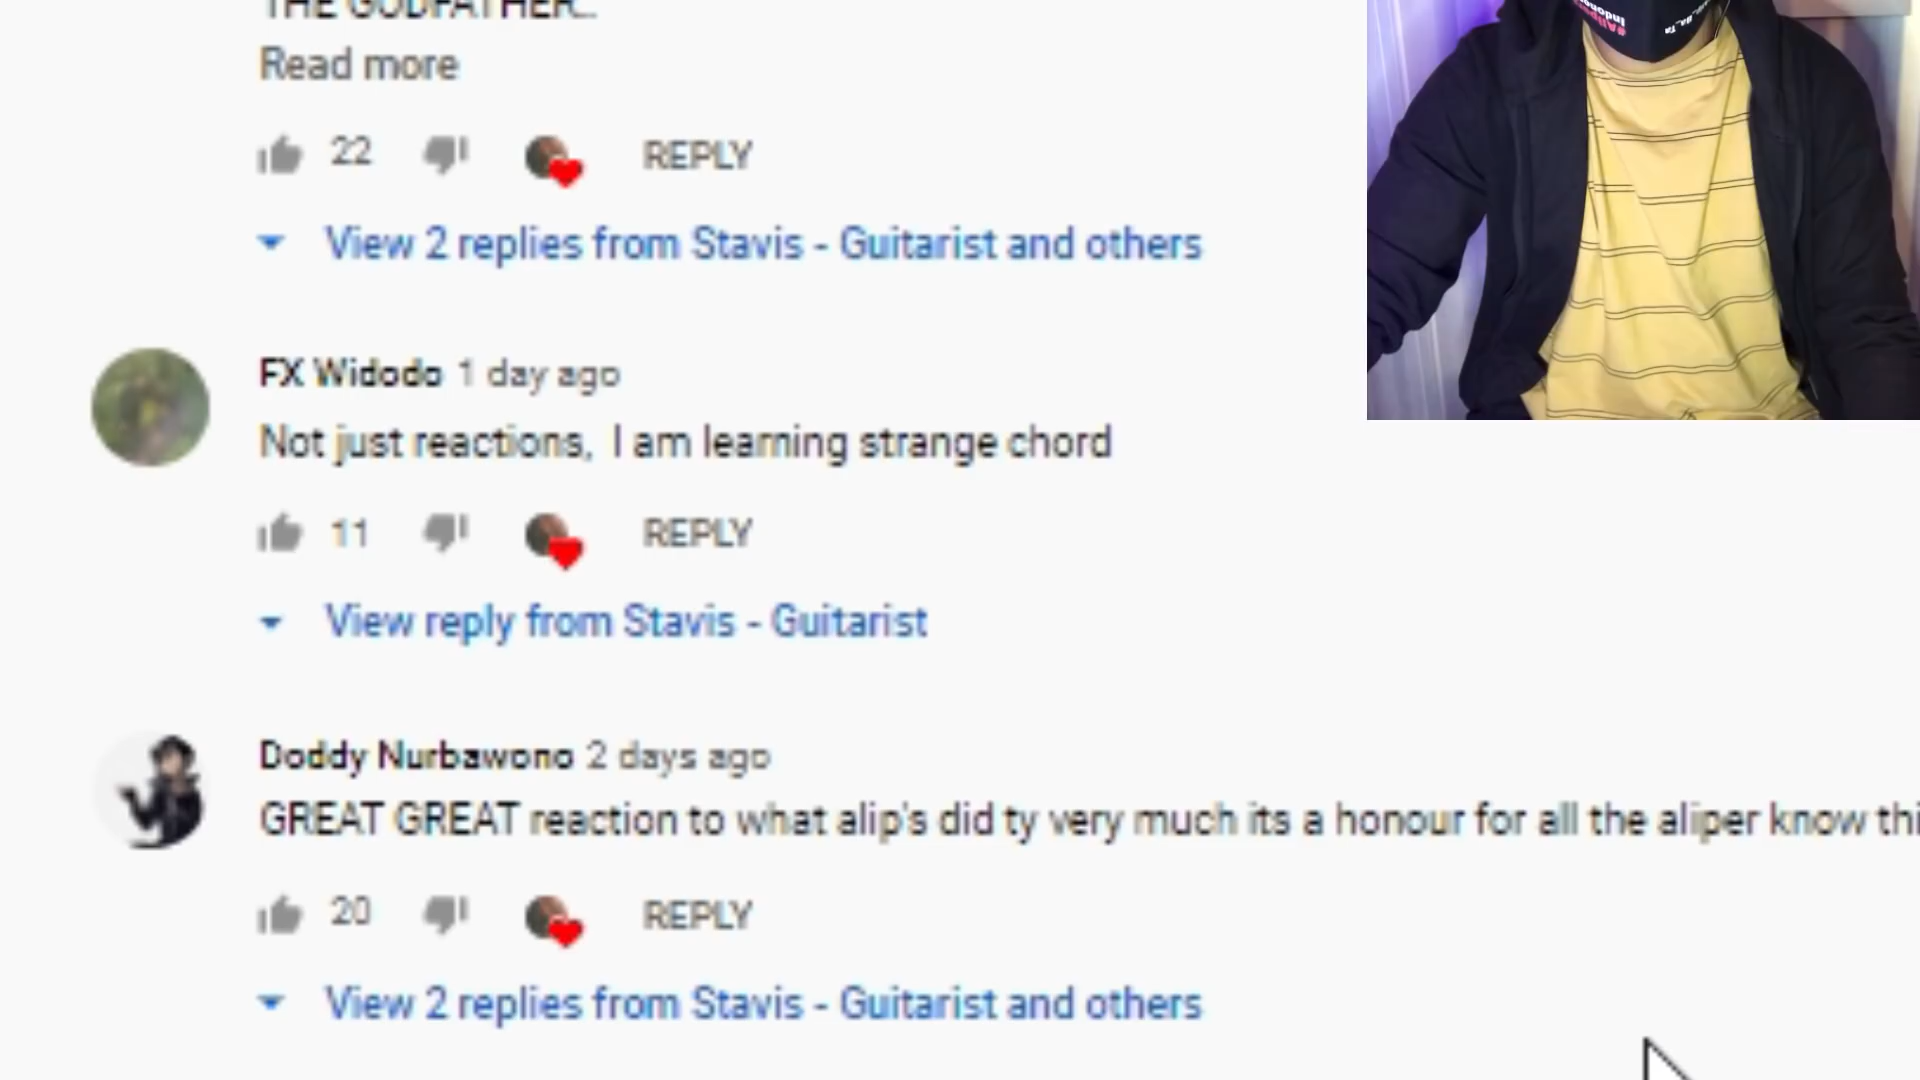 THE GODFATHER...
Read more
22 REPLY
View 2 replies from Stavis - Guitarist and others
FX Widodo 1 day ago
Not just reactions, I am learning strange chord
11 REPLY
View reply from Stavis - Guitarist
Doddy Nurbawono 2 days ago
GREAT GREAT reaction to what alip's did ty very much its a honour for all the aliper know thi
20 REPLY
View 2 replies from Stavis - Guitarist and others